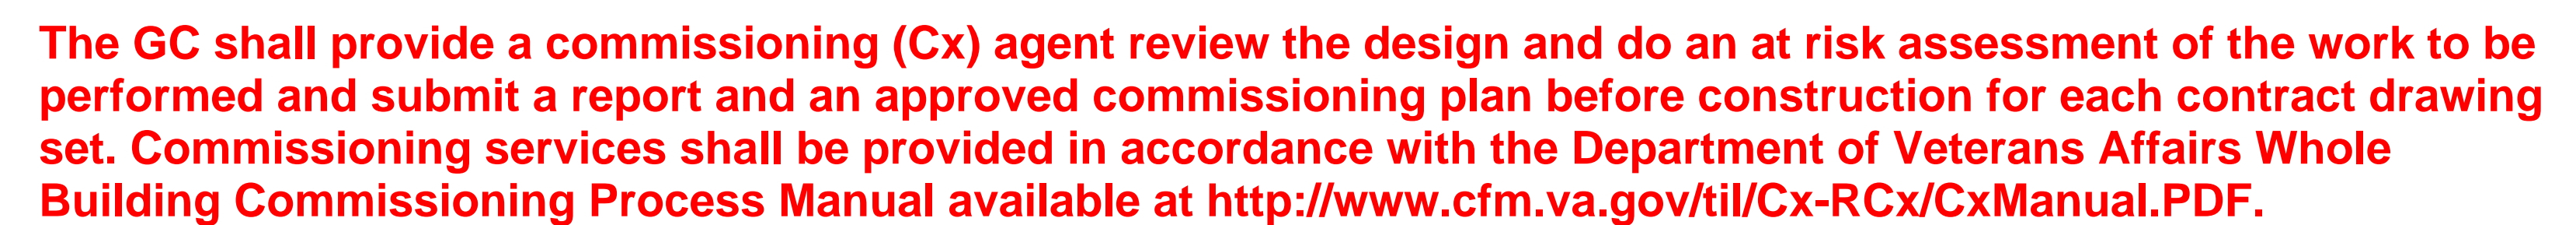 The GC shall provide a commissioning (Cx) agent review the design and do an at risk assessment of the work to be
performed and submit a report and an approved commissioning plan before construction for each contract drawing
set. Commissioning services shall be provided in accordance with the Department of Veterans Affairs Whole
Building Commissioning Process Manual available at http://www.cfm.va.gov/til/Cx-RCx/CxManual.PDF.